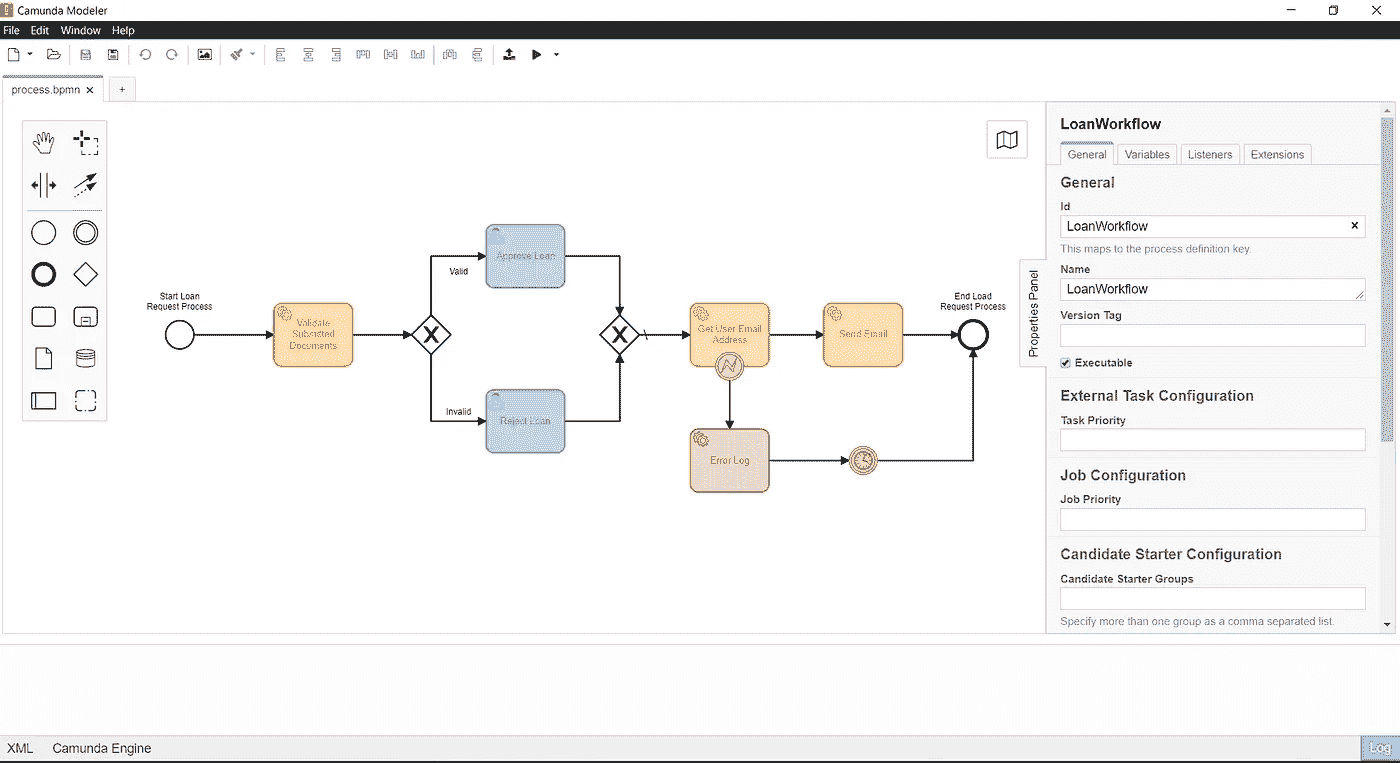 Camunda Modeler
File Edit Window Help
process.bpmn
+
LoanWorkflow
General Variables Listeners Extensions
General
Id
LoanWorkflow
This maps to the process definition key.
Name
LoanWorkflow
Version Tag
Executable
External Task Configuration
Task Priority
Job Configuration
Job Priority
Candidate Starter Configuration
Candidate Starter Groups
Specify more than one group as a comma separated list.
Properties Panel
Start Loan
Request Process
Validate
Submitted
Documents
Valid
Approve Loan
Invalid
Reject Loan
Get User Email
Address
Send Email
End Load
Request Process
Error Log
XML Camunda Engine
Log